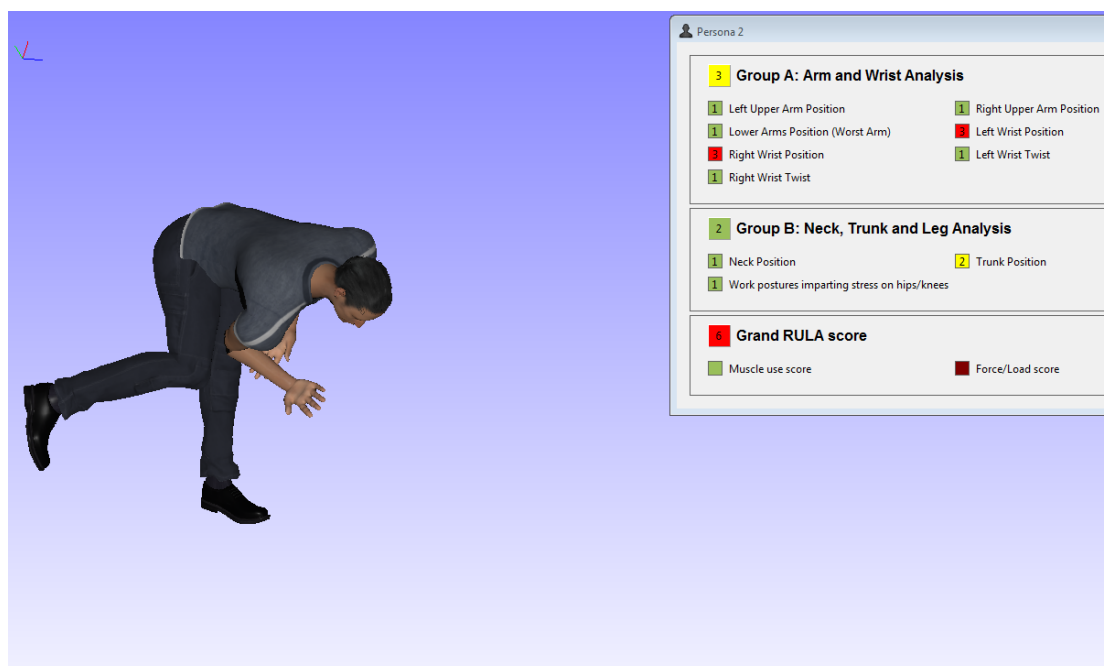 Persona 2
3 Group A: Arm and Wrist Analysis
1 Left Upper Arm Position 1 Right Upper Arm Position
1 Lower Arms Position (Worst Arm) 3 Left Wrist Position
3 Right Wrist Position 1 Left Wrist Twist
1 Right Wrist Twist
2 Group B: Neck, Trunk and Leg Analysis
1 Neck Position 2 Trunk Position
1 Work postures imparting stress on hips/knees
6 Grand RULA score
Muscle use score Force/Load score